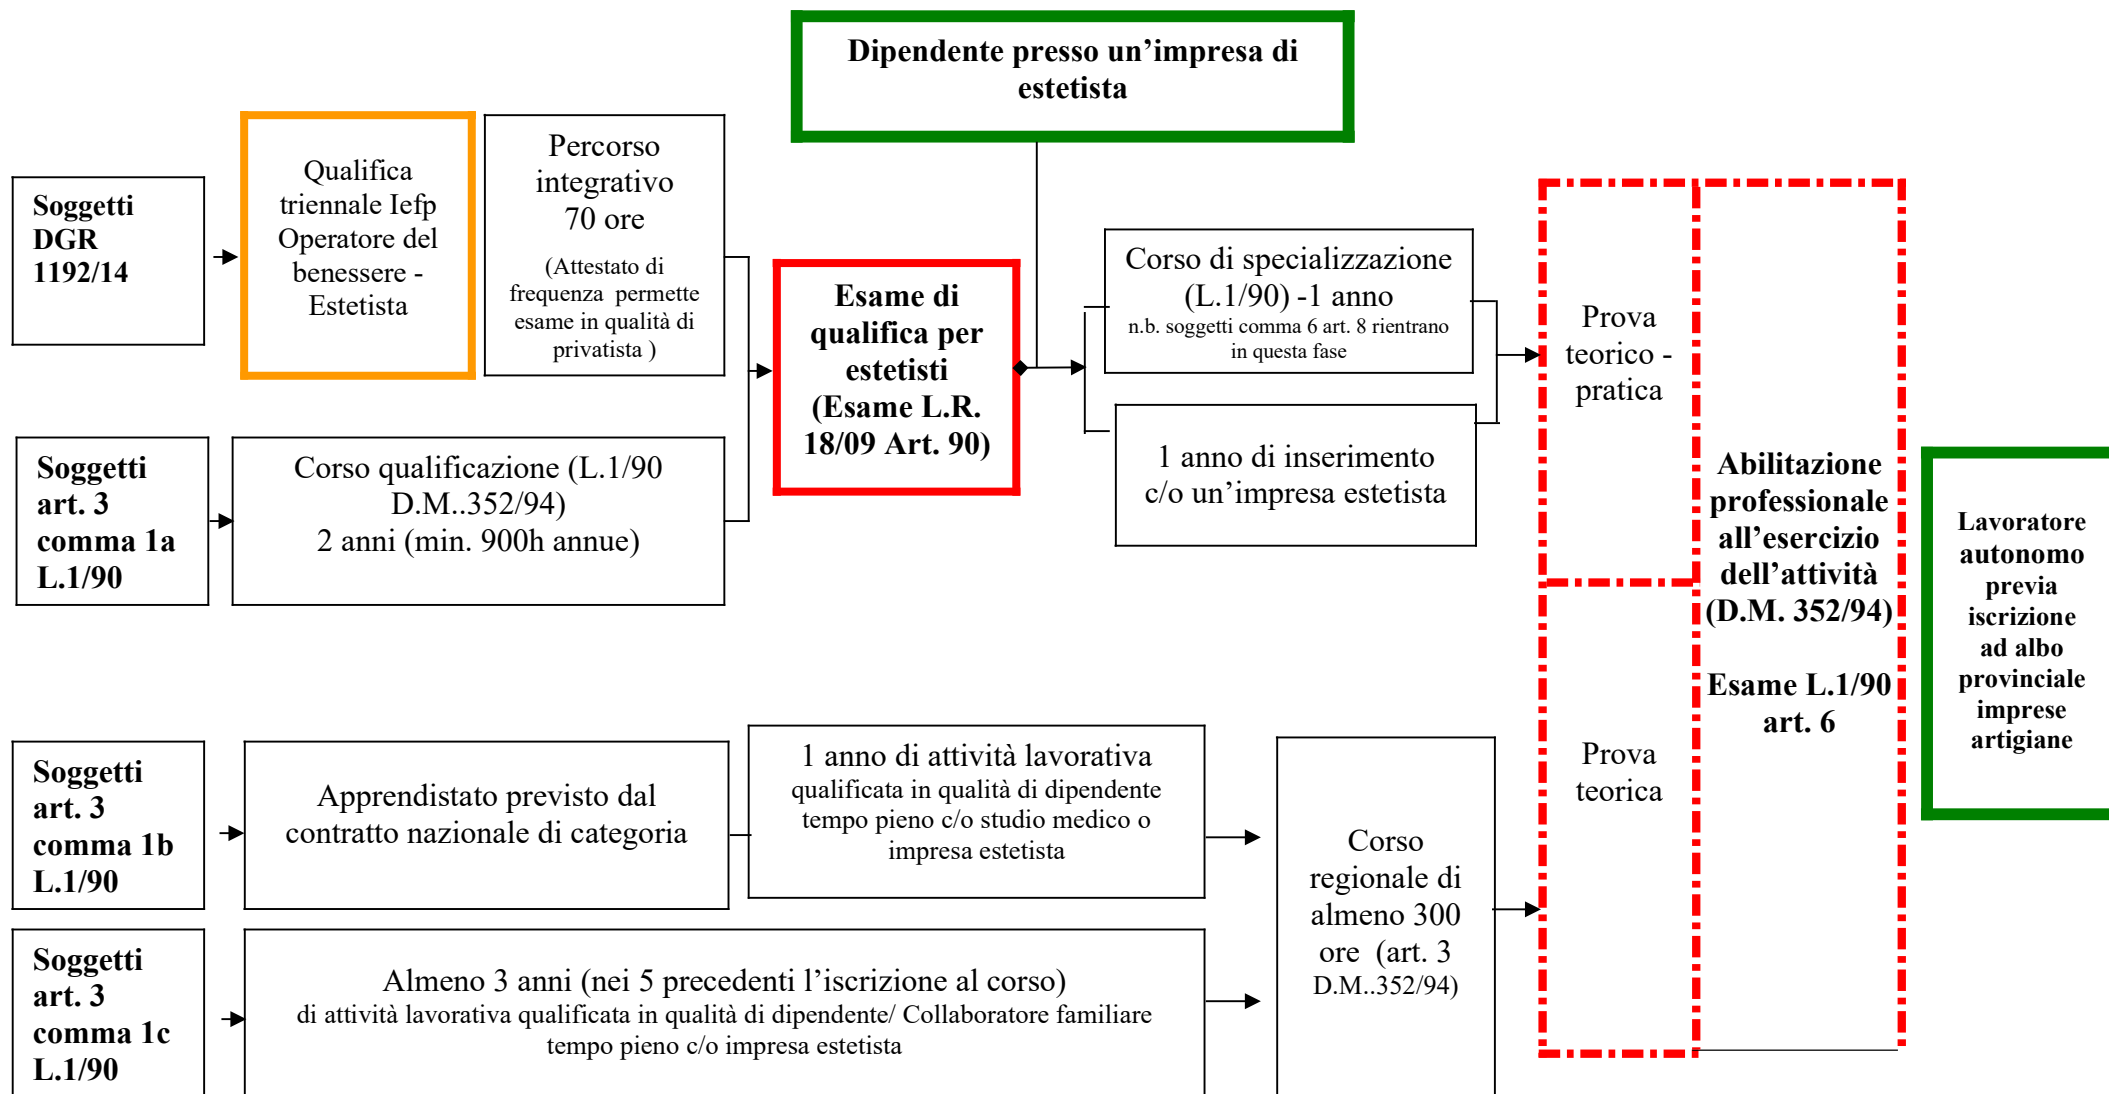 Dipendente presso un’impresa di
estetista
Soggetti
DGR
1192/14
Qualifica
triennale Iefp
Operatore del
benessere -
Estetista
Percorso
integrativo
70 ore
(Attestato di
frequenza permette
esame in qualità di
privatista )
Esame di
qualifica per
estetisti
(Esame L.R.
18/09 Art. 90)
Corso di specializzazione
(L.1/90) -1 anno
n.b. soggetti comma 6 art. 8 rientrano
in questa fase
1 anno di inserimento
c/o un’impresa estetista
Prova
teorico -
pratica
Soggetti
art. 3
comma 1a
L.1/90
Corso qualificazione (L.1/90
D.M..352/94)
2 anni (min. 900h annue)
Abilitazione
professionale
all’esercizio
dell’attività
(D.M. 352/94)
Esame L.1/90
art. 6
Lavoratore
autonomo
previa
iscrizione
ad albo
provinciale
imprese
artigiane
Soggetti
art. 3
comma 1b
L.1/90
Apprendistato previsto dal
contratto nazionale di categoria
1 anno di attività lavorativa
qualificata in qualità di dipendente
tempo pieno c/o studio medico o
impresa estetista
Corso
regionale di
almeno 300
ore (art. 3
D.M..352/94)
Prova
teorica
Soggetti
art. 3
comma 1c
L.1/90
Almeno 3 anni (nei 5 precedenti l’iscrizione al corso)
di attività lavorativa qualificata in qualità di dipendente/ Collaboratore familiare
tempo pieno c/o impresa estetista